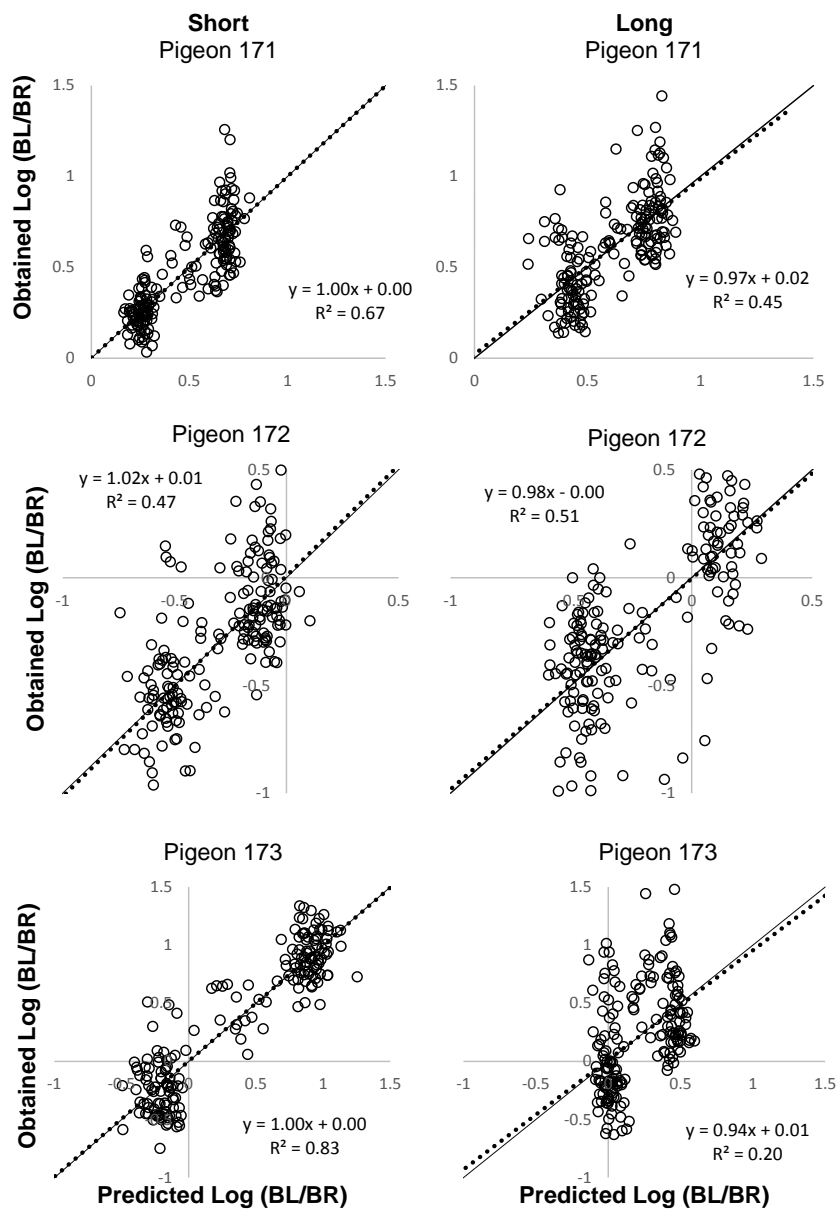 Short
Pigeon 171
Obtained Log (BL/BR)
1.5
1
0.5
0
0
0.5
1
1.5
y = 1.00x + 0.00
R² = 0.67
Long
Pigeon 171
1.5
1
0.5
0
0
0.5
1
1.5
y = 0.97x + 0.02
R² = 0.45
Pigeon 172
Obtained Log (BL/BR)
y = 1.02x + 0.01
R² = 0.47
0.5
0
-0.5
-1
-1
-0.5
0
0.5
Pigeon 172
y = 0.98x - 0.00
R² = 0.51
0.5
0
-0.5
-1
-1
-0.5
0
0.5
Pigeon 173
Obtained Log (BL/BR)
1.5
1
0.5
0
-0.5
-1
-1
-0.5
0
0.5
1
1.5
y = 1.00x + 0.00
R² = 0.83
Predicted Log (BL/BR)
Pigeon 173
1.5
1
0.5
0
-0.5
-1
-1
-0.5
0
0.5
1
1.5
y = 0.94x + 0.01
R² = 0.20
Predicted Log (BL/BR)